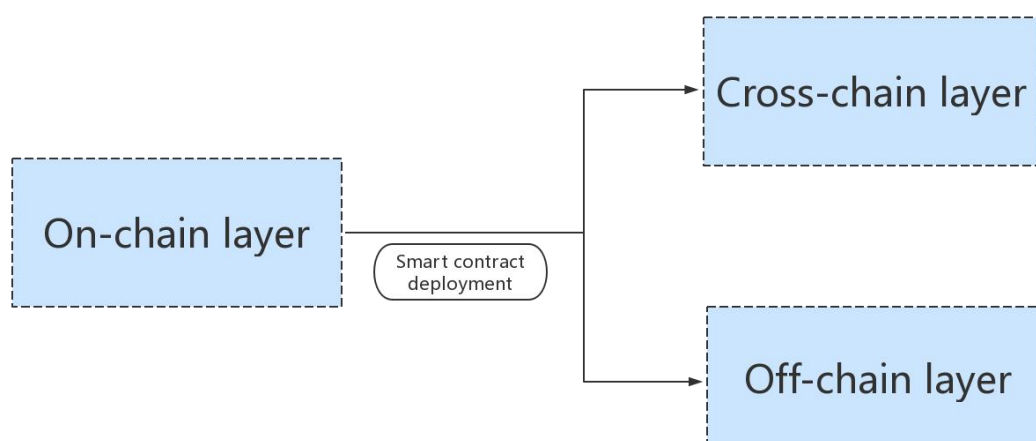 Cross-chain layer
On-chain layer
Smart contract
deployment
Off-chain layer